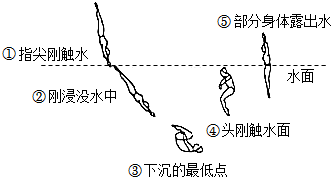 ⑤部分身体露出水
①指尖刚触水
水面
②刚浸没水中
④头刚触水面
③下沉的最低点